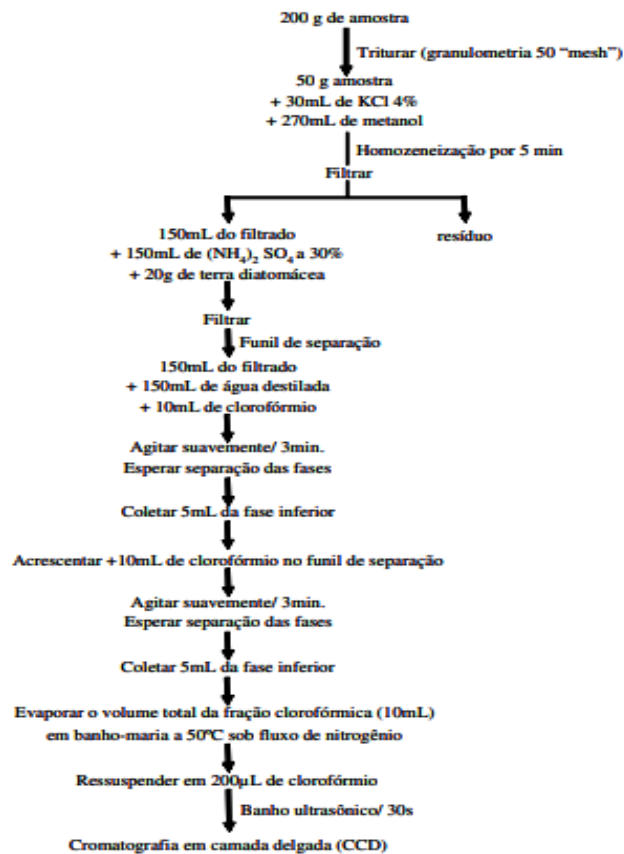 200 g de amostra
Triturar (granulometria 50 “mesh”)
50 g amostra
+ 30mL de KCl 4%
+ 270mL de metanol
Homozeneização por 5 min
Filtrar
150mL do filtrado
+ 150mL de (NH₄)₂ SO₄ a 30%
+ 20g de terra diatomácea
resíduo
Filtrar
Funil de separação
150mL do filtrado
+ 150mL de água destilada
+ 10mL de clorofórmio
Agitar suavemente/ 3min.
Esperar separação das fases
Coletar 5mL da fase inferior
Acrescentar +10mL de clorofórmio no funil de separação
Agitar suavemente/ 3min.
Esperar separação das fases
Coletar 5mL da fase inferior
Evaporar o volume total da fração clorofórmica (10mL)
em banho-maria a 50ºC sob fluxo de nitrogênio
Ressuspender em 200µL de clorofórmio
Banho ultrasônico/ 30s
Cromatografia em camada delgada (CCD)